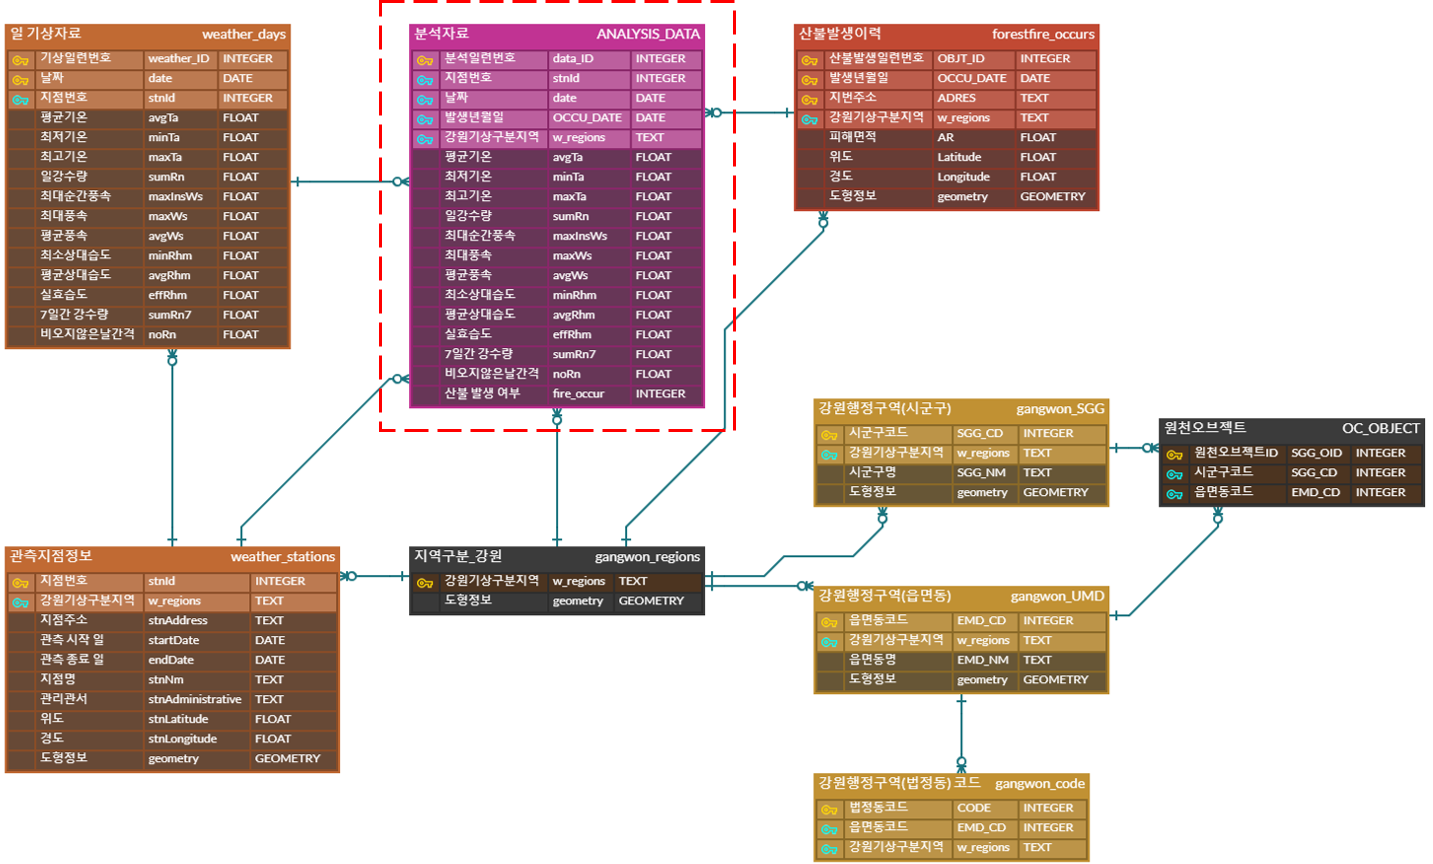 일 기상자료 weather_days
기상일련번호 weather_ID INTEGER
날짜 date DATE
지점번호 stnId INTEGER
평균기온 avgTa FLOAT
최저기온 minTa FLOAT
최고기온 maxTa FLOAT
일강수량 sumRn FLOAT
최대순간풍속 maxInsWs FLOAT
최대풍속 maxWs FLOAT
평균풍속 avgWs FLOAT
최소상대습도 minRhm FLOAT
평균상대습도 avgRhm FLOAT
실효습도 effRhm FLOAT
7일간 강수량 sumRn7 FLOAT
비오지않은날간격 noRn FLOAT
분석자료 ANALYSIS_DATA
분석일련번호 data_ID INTEGER
지점번호 stnId INTEGER
날짜 date DATE
발생년월일 OCCU_DATE DATE
강원기상구분지역 w_regions TEXT
평균기온 avgTa FLOAT
최저기온 minTa FLOAT
최고기온 maxTa FLOAT
일강수량 sumRn FLOAT
최대순간풍속 maxInsWs FLOAT
최대풍속 maxWs FLOAT
평균풍속 avgWs FLOAT
최소상대습도 minRhm FLOAT
평균상대습도 avgRhm FLOAT
실효습도 effRhm FLOAT
7일간 강수량 sumRn7 FLOAT
비오지않은날간격 noRn FLOAT
산불 발생 여부 fire_occur INTEGER
산불발생이력 forestfire_occurs
산불발생일련번호 OBJT_ID INTEGER
발생년월일 OCCU_DATE DATE
지번주소 ADRES TEXT
강원기상구분지역 w_regions TEXT
피해면적 AR FLOAT
위도 Latitude FLOAT
경도 Longitude FLOAT
도형정보 geometry GEOMETRY
강원행정구역(시군구) gangwon_SGG
시군구코드 SGG_CD INTEGER
강원기상구분지역 w_regions TEXT
시군구명 SGG_NM TEXT
도형정보 geometry GEOMETRY
원천오브젝트 OC_OBJECT
원천오브젝트ID SGG_OID INTEGER
시군구코드 SGG_CD INTEGER
읍면동코드 EMD_CD INTEGER
관측지점정보 weather_stations
지점번호 stnId INTEGER
강원기상구분지역 w_regions TEXT
지점주소 stnAddress TEXT
관측 시작 일 startDate DATE
관측 종료 일 endDate DATE
지점명 stnNm TEXT
관리관서 stnAdministrative TEXT
위도 stnLatitude FLOAT
경도 stnLongitude FLOAT
도형정보 geometry GEOMETRY
지역구분_강원 gangwon_regions
강원기상구분지역 w_regions TEXT
도형정보 geometry GEOMETRY
강원행정구역(읍면동) gangwon_UMD
읍면동코드 EMD_CD INTEGER
강원기상구분지역 w_regions TEXT
읍면동명 EMD_NM TEXT
도형정보 geometry GEOMETRY
강원행정구역(법정동) 코드 gangwon_code
법정동코드 CODE INTEGER
읍면동코드 EMD_CD INTEGER
강원기상구분지역 w_regions TEXT